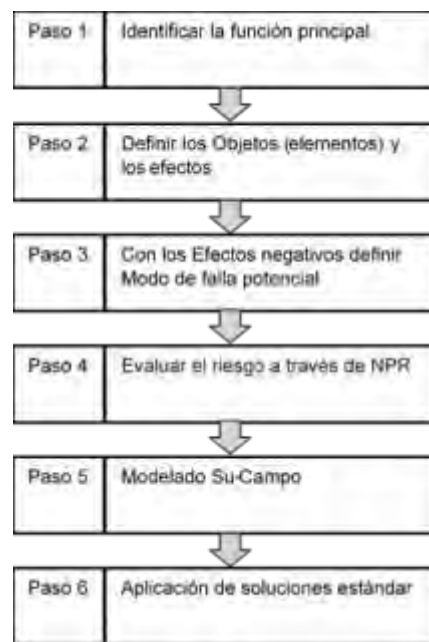 Paso 1 Identificar la función principal
Paso 2 Definir los Objetos (elementos) y
los efectos
Paso 3 Con los Efectos negativos definir
Modo de falla potencial
Paso 4 Evaluar el riesgo a través de NPR
Paso 5 Modelado Su-Campo
Paso 6 Aplicación de soluciones estándar